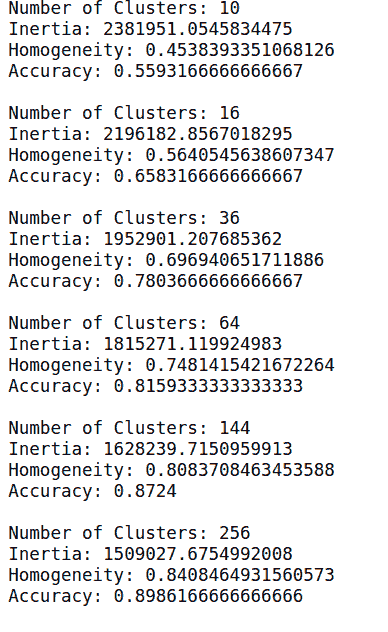 Number of Clusters: 10
Inertia: 2381951.0545834475
Homogeneity: 0.4538393351068126
Accuracy: 0.5593166666666667
Number of Clusters: 16
Inertia: 2196182.8567018295
Homogeneity: 0.5640545638607347
Accuracy: 0.6583166666666667
Number of Clusters: 36
Inertia: 1952901.207685362
Homogeneity: 0.696940651711886
Accuracy: 0.7803666666666667
Number of Clusters: 64
Inertia: 1815271.119924983
Homogeneity: 0.7481415421672264
Accuracy: 0.8159333333333333
Number of Clusters: 144
Inertia: 1628239.7150959913
Homogeneity: 0.8083708463453588
Accuracy: 0.8724
Number of Clusters: 256
Inertia: 1509027.6754992008
Homogeneity: 0.8408464931560573
Accuracy: 0.8986166666666666